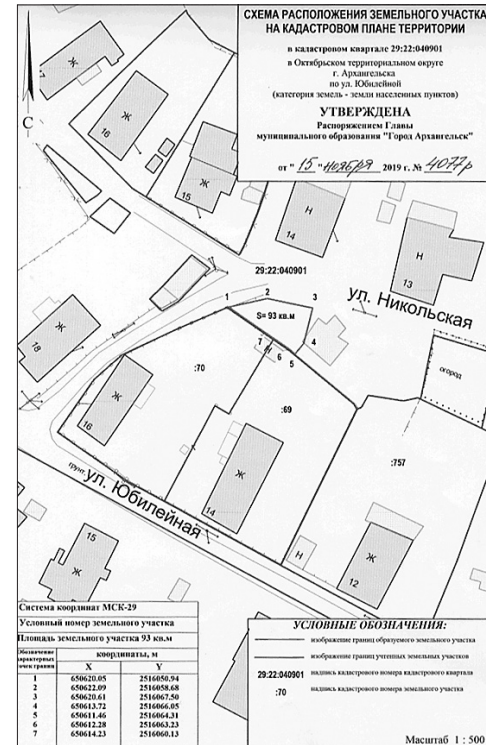 СХЕМА РАСПОЛОЖЕНИЯ ЗЕМЕЛЬНОГО УЧАСТКА
НА КАДАСТРОВОМ ПЛАНЕ ТЕРРИТОРИИ
в кадастровом квартале 29:22:040901
в Октябрьском территориальном округе
г. Архангельска
по ул. Юбилейной
(категория земель - земли населенных пунктов)
УТВЕРЖДЕНА
Распоряжением Главы
муниципального образования "Город Архангельск"
от " 15 " ноября 2019 г. № 4077р
С
17
Ж
Ж
16
Ж
15
Н
14
Н
13
29:22:040901
ул. Никольская
1
2
3
S= 93 кв.м
4
7
Н
6
5
огород
Ж
18
:70
:69
:757
Ж
16
Ж
14
грунт.
ул. Юбилейная
Н
Ж
12
15
Ж
Система координат МСК-29
Условный номер земельного участка
Площадь земельного участка 93 кв.м
Обозначение характерных точек границ
координаты, м
X Y
1 650620.05 2516050.94
2 650622.09 2516058.68
3 650620.61 2516067.50
4 650613.72 2516066.05
5 650611.46 2516064.31
6 650612.28 2516063.23
7 650614.23 2516060.13
УСЛОВНЫЕ ОБОЗНАЧЕНИЯ:
изображение границ образуемого земельного участка
изображение границ учтенных земельных участков
29:22:040901 надпись кадастрового номера кадастрового квартала
:70 надпись кадастрового номера земельного участка
Масштаб 1 : 500